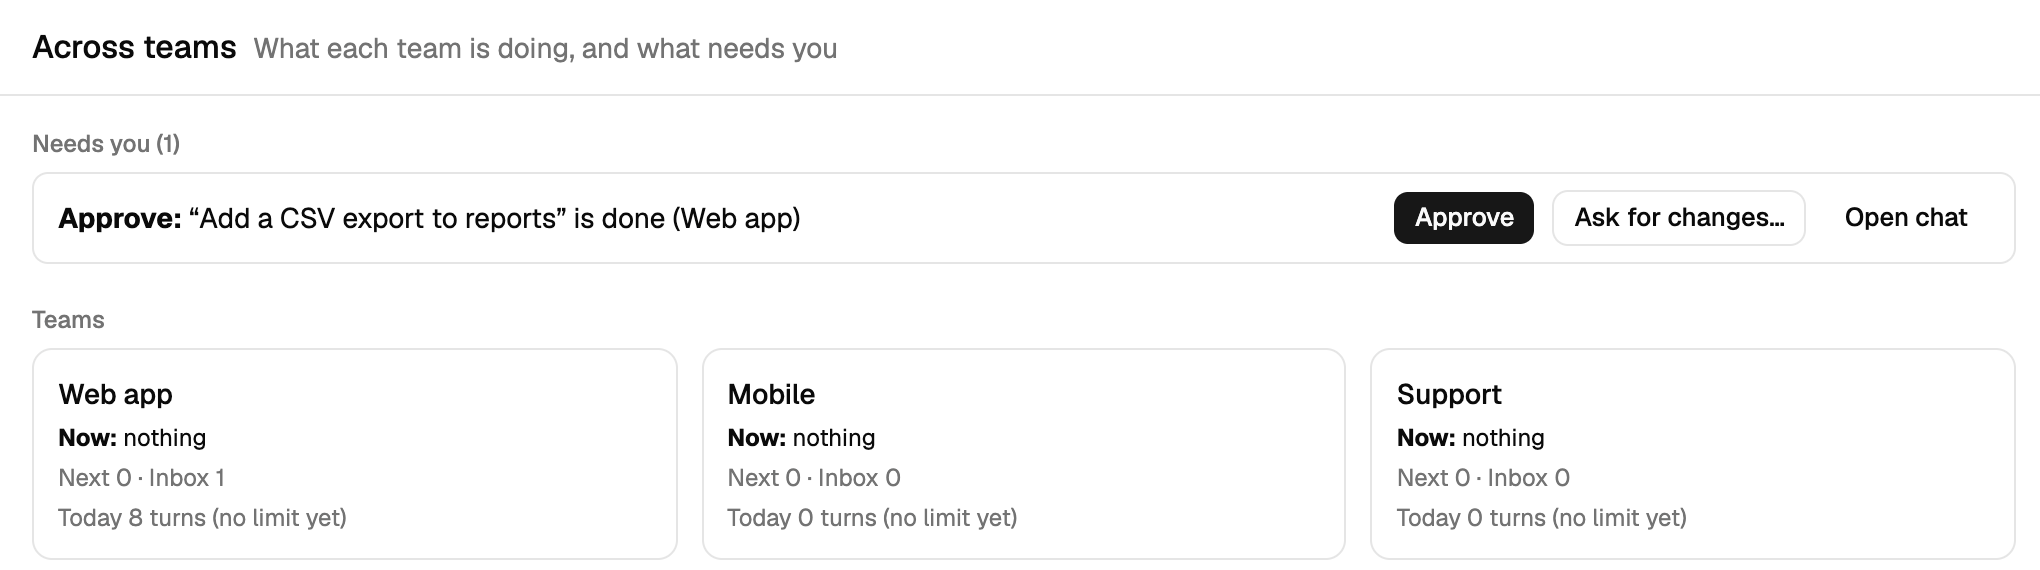 Across teams What each team is doing, and what needs you
Needs you (1)
Approve: “Add a CSV export to reports” is done (Web app)
Approve
Ask for changes...
Open chat
Teams
Web app
Now: nothing
Next 0 · Inbox 1
Today 8 turns (no limit yet)
Mobile
Now: nothing
Next 0 · Inbox 0
Today 0 turns (no limit yet)
Support
Now: nothing
Next 0 · Inbox 0
Today 0 turns (no limit yet)